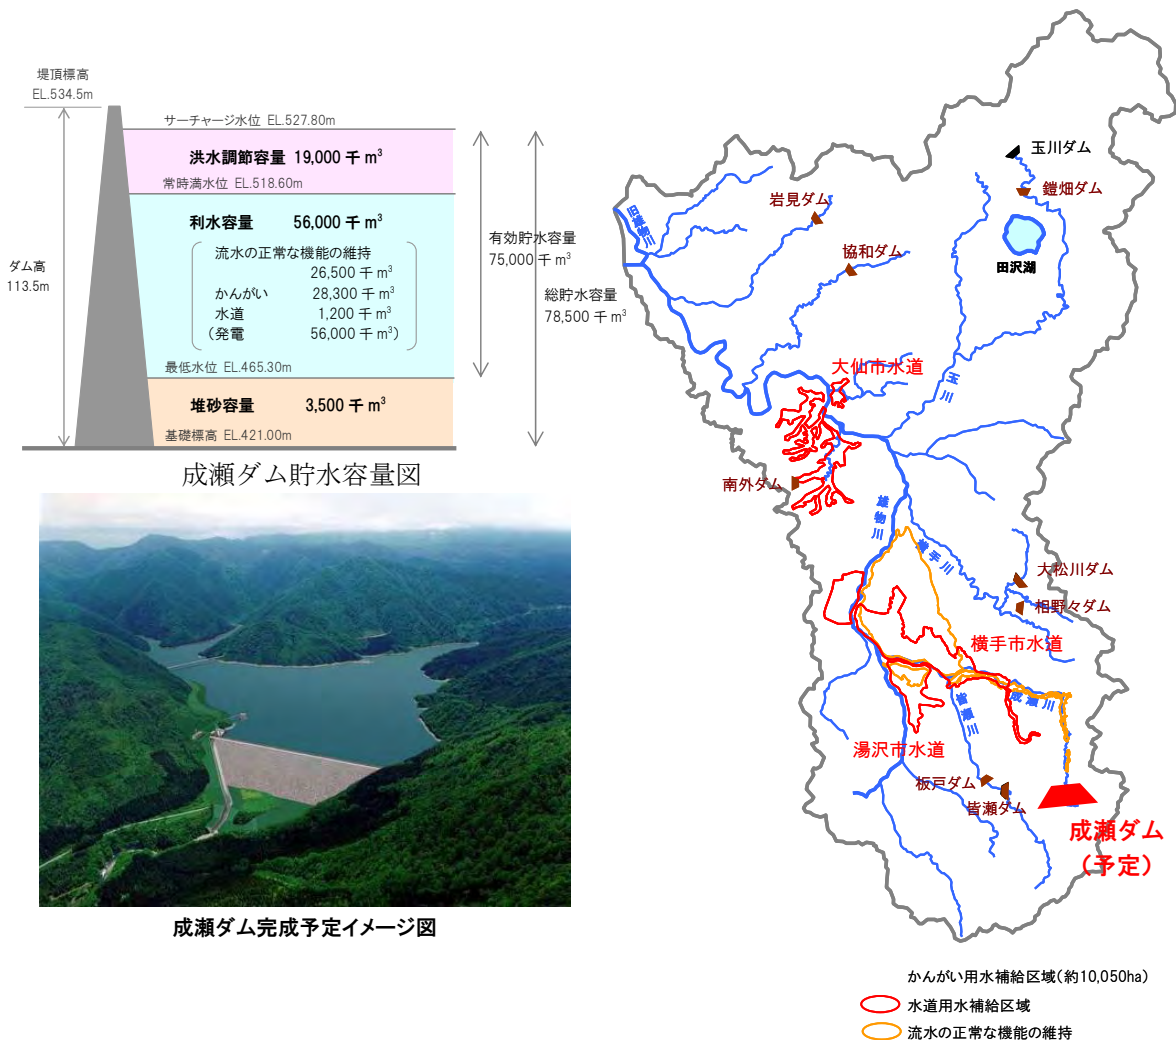 堤頂標高
EL.534.5m
サーチャージ水位 EL.527.80m
洪水調節容量 19,000 千 m³
常時満水位 EL.518.60m
利水容量 56,000 千 m³
流水の正常な機能の維持
26,500 千 m³
かんがい 28,300 千 m³
水道 1,200 千 m³
(発電 56,000 千 m³)
最低水位 EL.465.30m
堆砂容量 3,500 千 m³
基礎標高 EL.421.00m
ダム高
113.5m
有効貯水容量
75,000 千 m³
総貯水容量
78,500 千 m³
成瀬ダム貯水容量図
成瀬ダム完成予定イメージ図
玉川ダム
鎧畑ダム
岩見ダム
旧雄物川
協和ダム
田沢湖
大仙市水道
玉川
南外ダム
雄物川
横手川
大松川ダム
相野々ダム
横手市水道
成瀬川
皆瀬川
湯沢市水道
板戸ダム
皆瀬ダム
成瀬ダム
(予定)
かんがい用水補給区域(約10,050ha)
水道用水補給区域
流水の正常な機能の維持